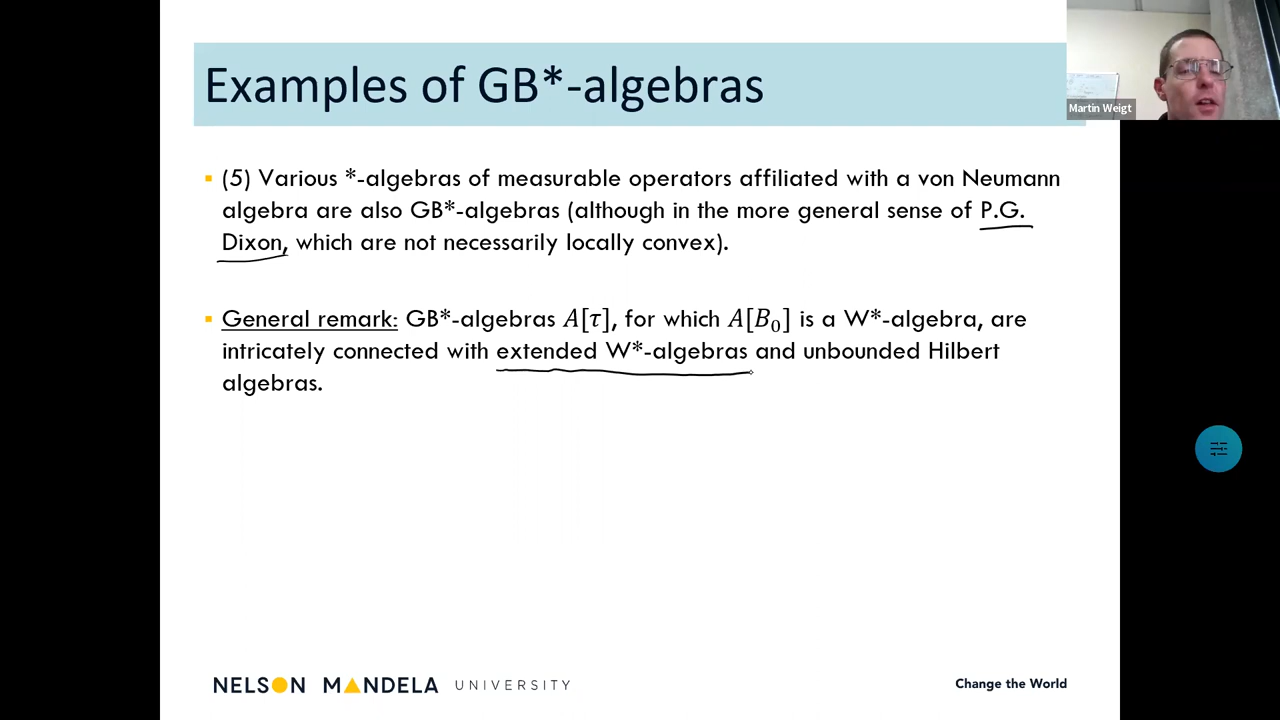 Examples of GB*-algebras
Martin Weigt
▪ (5) Various *-algebras of measurable operators affiliated with a von Neumann
algebra are also GB*-algebras (although in the more general sense of P.G.
Dixon, which are not necessarily locally convex).
▪ General remark: GB*-algebras A[τ], for which A[B₀] is a W*-algebra, are
intricately connected with extended W*-algebras and unbounded Hilbert
algebras.
NELSON MANDELA UNIVERSITY
Change the World